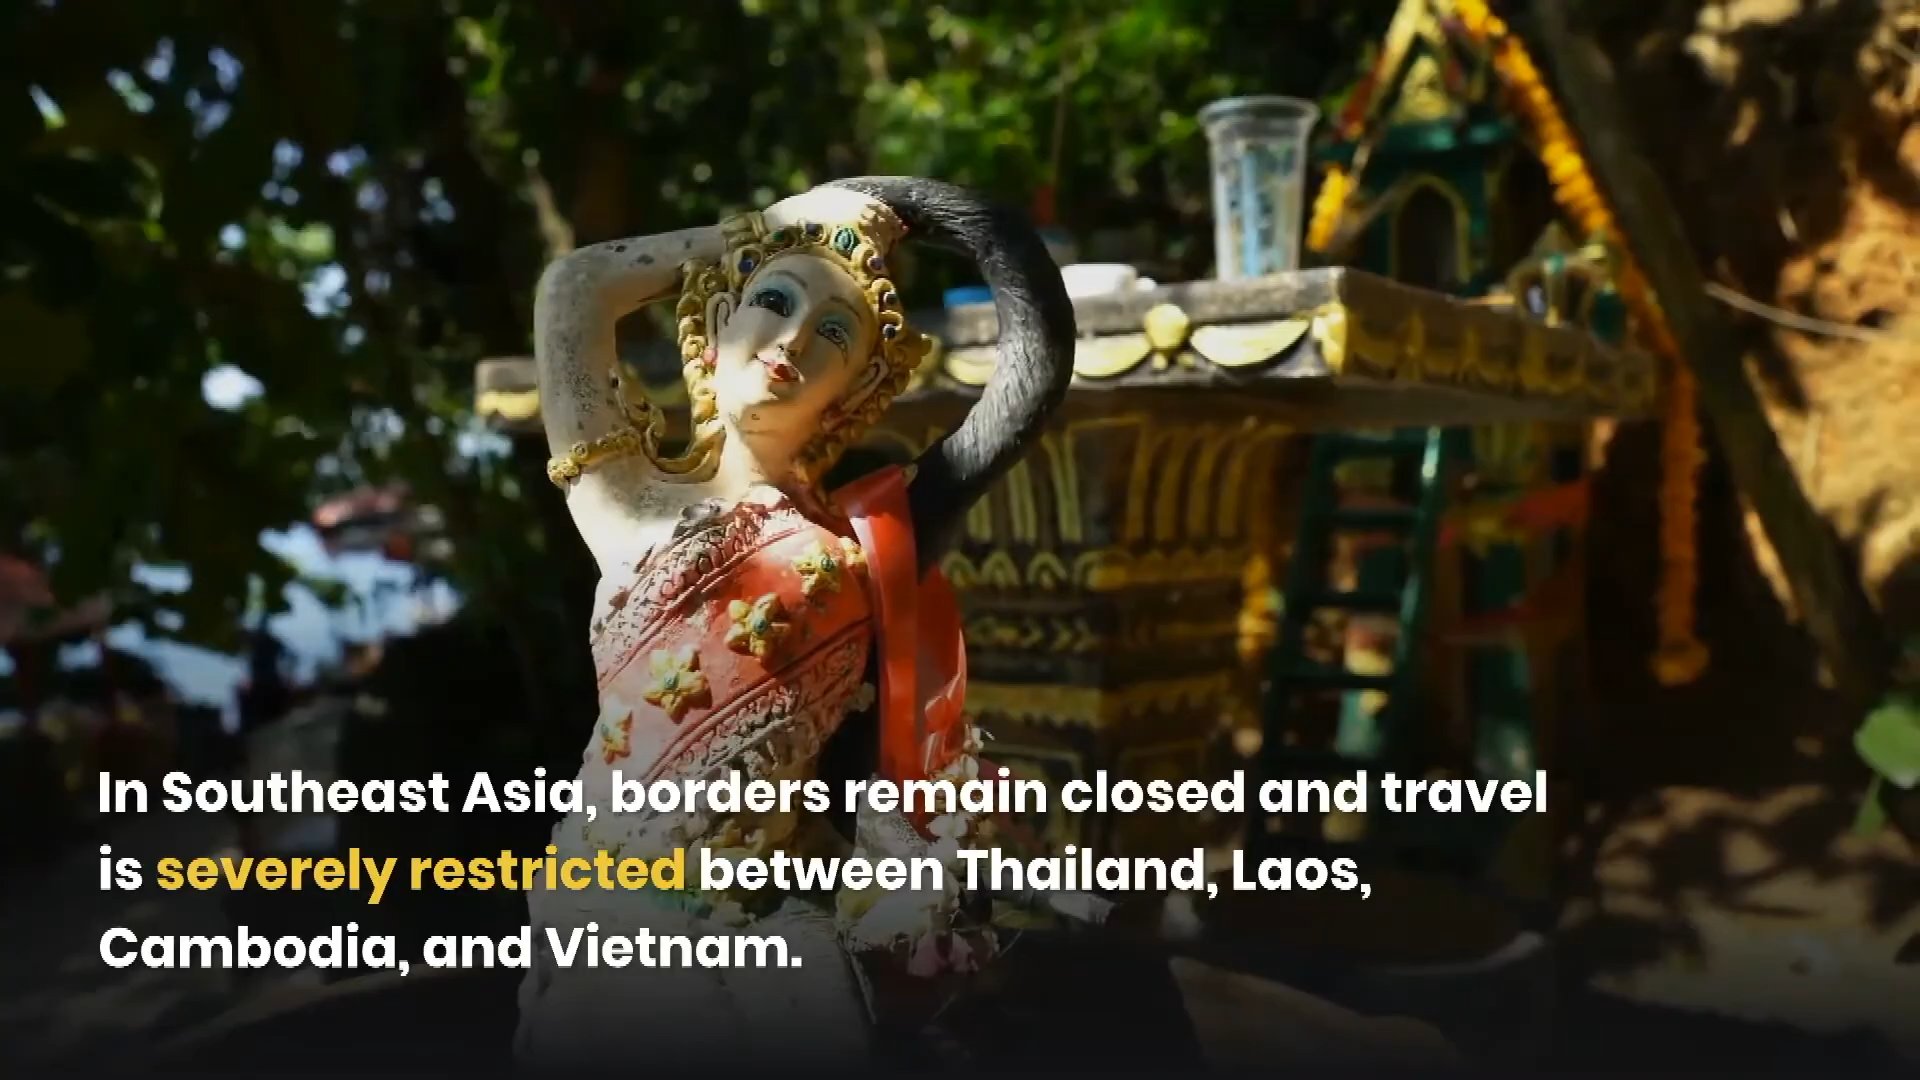 In Southeast Asia, borders remain closed and travel
is severely restricted between Thailand, Laos,
Cambodia, and Vietnam.